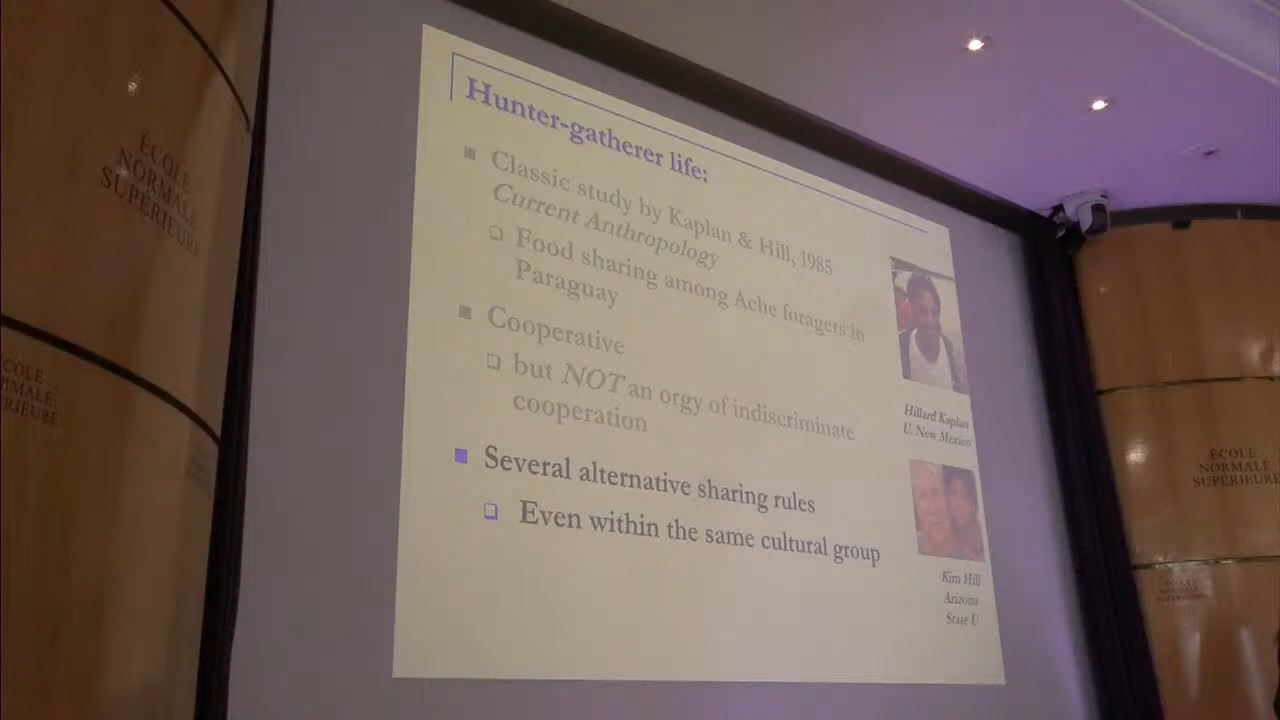 ÉCOLE
NORMALE
SUPÉRIEURE
Hunter-gatherer life:
Classic study by Kaplan & Hill, 1985
Current Anthropology
Food sharing among Ache foragers in
Paraguay
Cooperative
but NOT an orgy of indiscriminate
cooperation
Several alternative sharing rules
Even within the same cultural group
Hillard Kaplan
U. New Mexico
Kim Hill
Arizona
State U
ÉCOLE
NORMALE
SUPÉRIEURE